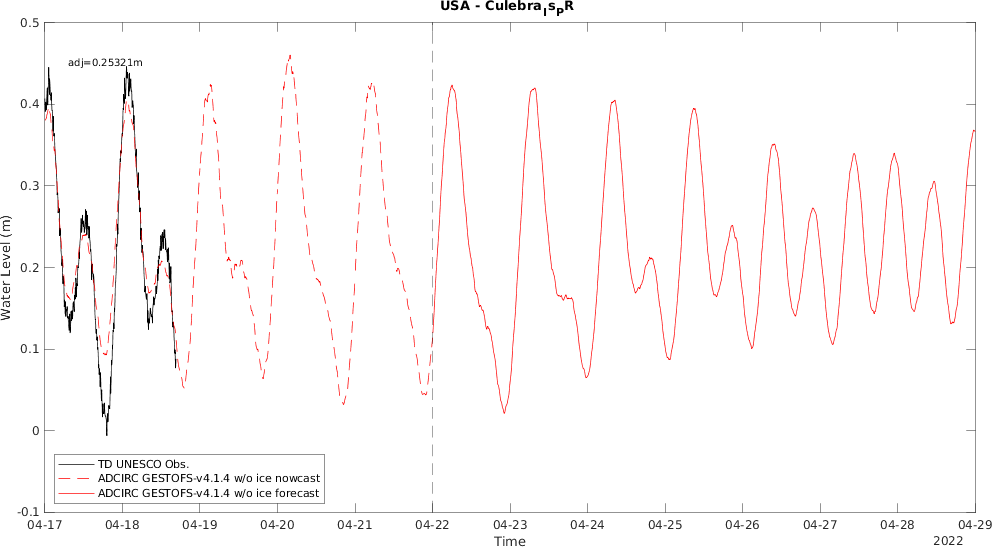 USA - Culebra_Is_PR
adj=0.25321m
0.5
0.4
0.3
0.2
0.1
0
-0.1
Water Level (m)
TD UNESCO Obs.
ADCIRC GESTOFS-v4.1.4 w/o ice nowcast
ADCIRC GESTOFS-v4.1.4 w/o ice forecast
04-17 04-18 04-19 04-20 04-21 04-22 04-23 04-24 04-25 04-26 04-27 04-28 04-29
Time
2022